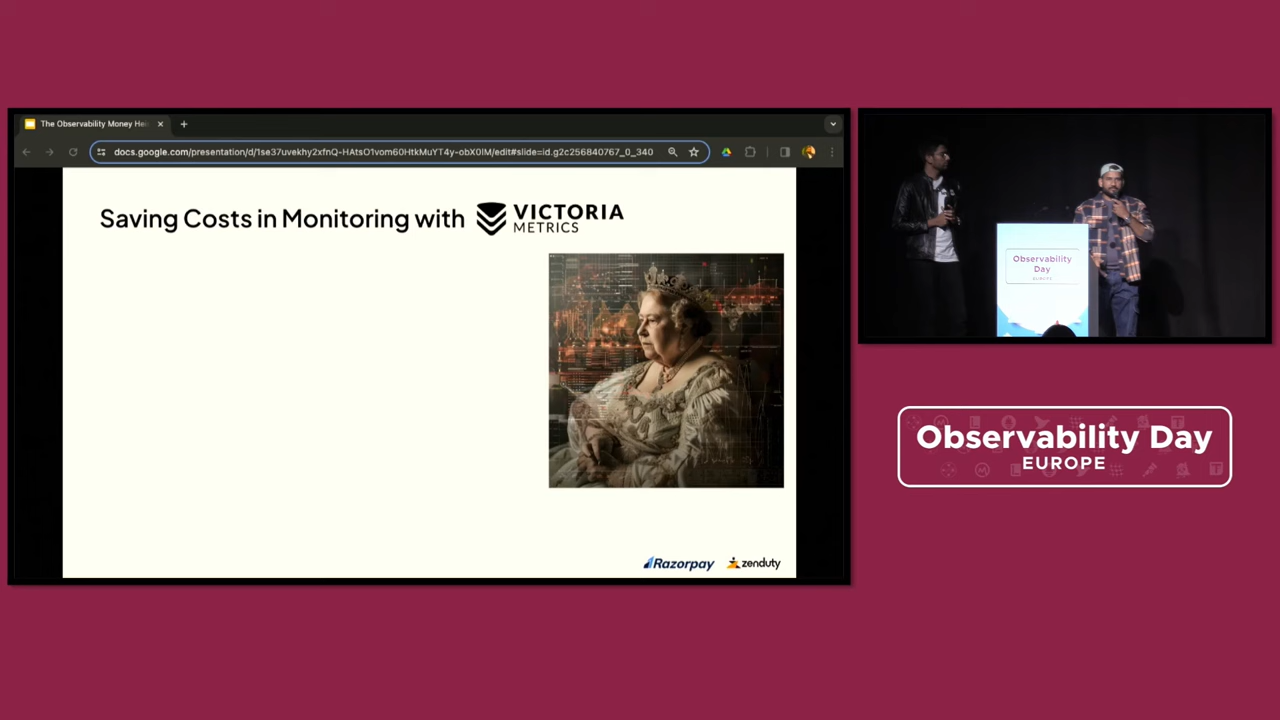 The Observability Money Hei
docs.google.com/presentation/d/1se37uvekhy2xfnQ-HAtsO1vom60HtkMuYT4y-obX0IM/edit#slide=id.g2c256840767_0_340
Saving Costs in Monitoring with VICTORIA METRICS
Razorpay zenduty
Observability
Day
EUROPE
Observability Day
EUROPE